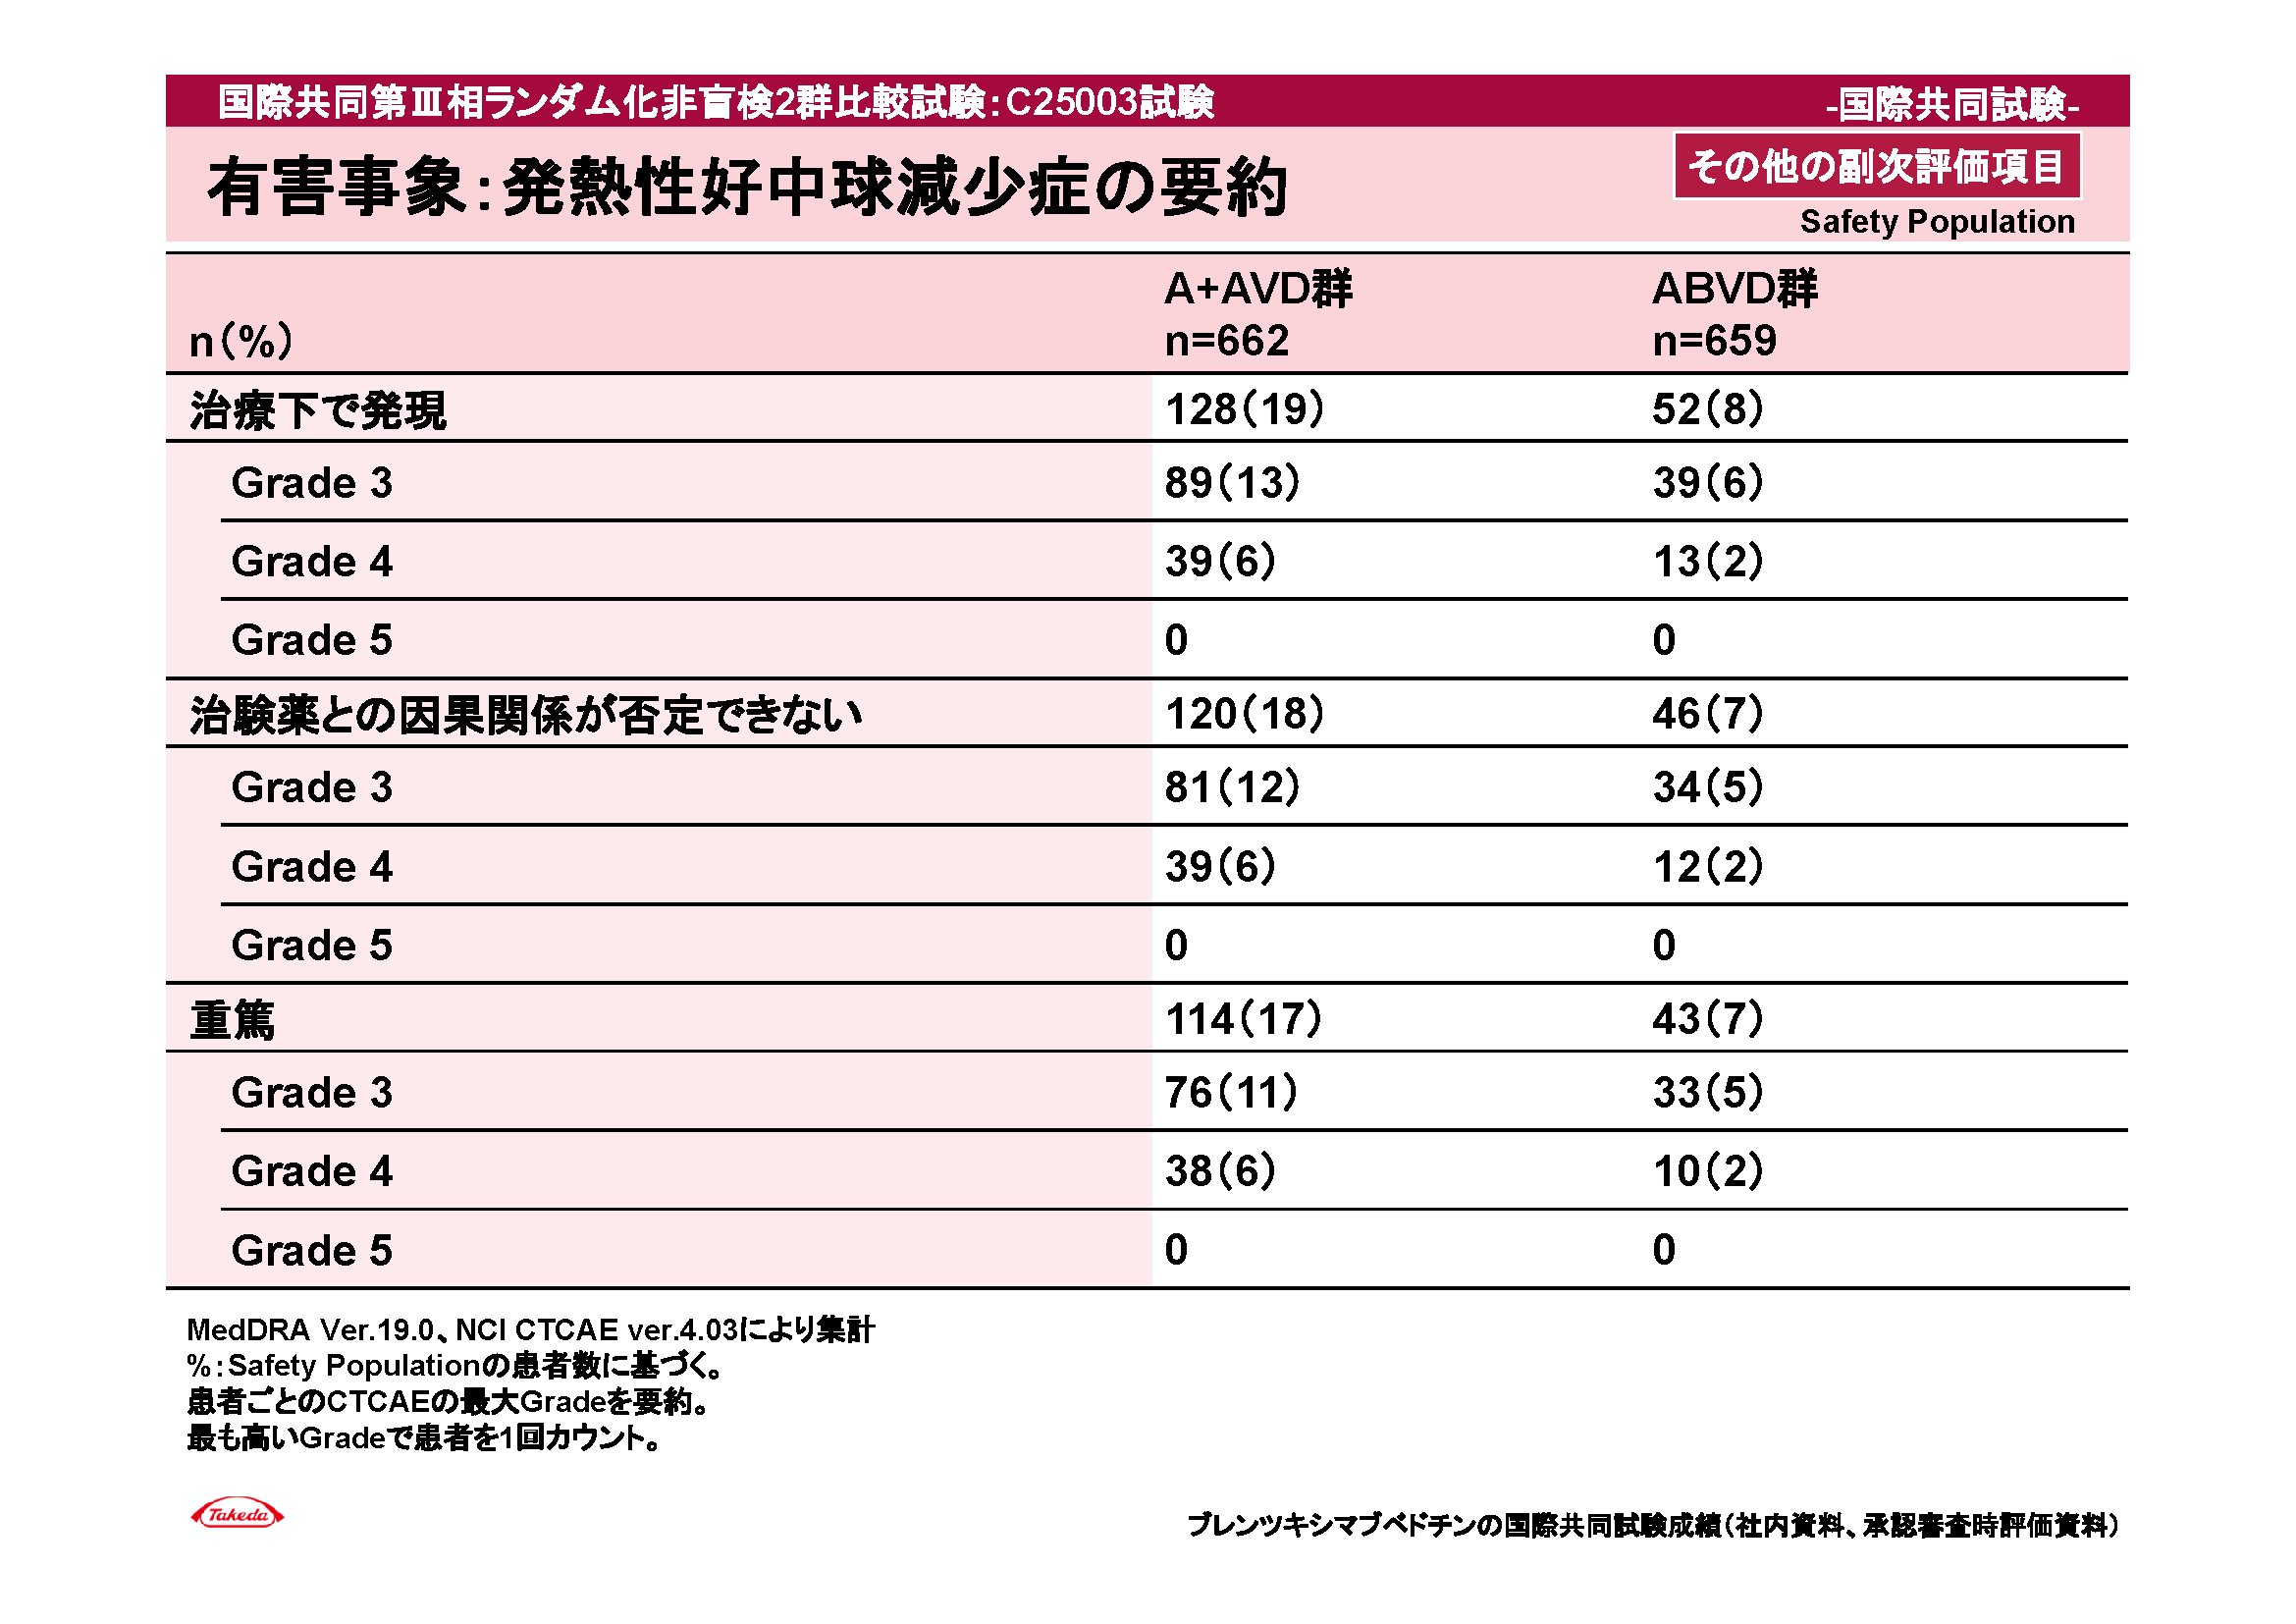 国際共同第Ⅲ相ランダム化非盲検2群比較試験：C25003試験
-国際共同試験-
有害事象：発熱性好中球減少症の要約
その他の副次評価項目
Safety Population
n（%） A+AVD群 n=662 ABVD群 n=659
治療下で発現 128（19） 52（8）
Grade 3 89（13） 39（6）
Grade 4 39（6） 13（2）
Grade 5 0 0
治験薬との因果関係が否定できない 120（18） 46（7）
Grade 3 81（12） 34（5）
Grade 4 39（6） 12（2）
Grade 5 0 0
重篤 114（17） 43（7）
Grade 3 76（11） 33（5）
Grade 4 38（6） 10（2）
Grade 5 0 0
MedDRA Ver.19.0、NCI CTCAE ver.4.03により集計
%：Safety Populationの患者数に基づく。
患者ごとのCTCAEの最大Gradeを要約。
最も高いGradeで患者を1回カウント。
Takeda
ブレンツキシマブベドチンの国際共同試験成績（社内資料、承認審査時評価資料）